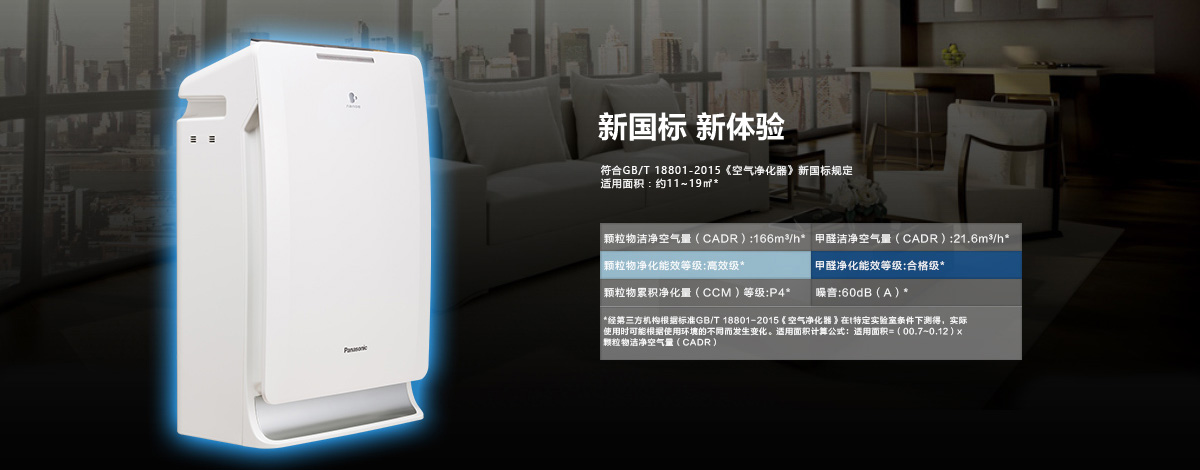 新国标 新体验
符合GB/T 18801-2015《空气净化器》新国标规定
适用面积：约11~19㎡*
颗粒物洁净空气量（CADR）:166m³/h* 甲醛洁净空气量（CADR）:21.6m³/h*
颗粒物净化能效等级:高效级* 甲醛净化能效等级:合格级*
颗粒物累积净化量（CCM）等级:P4* 噪音:60dB（A）*
*经第三方机构根据标准GB/T 18801-2015《空气净化器》在t特定实验室条件下测得，实际
使用时可能根据使用环境的不同而发生变化。适用面积计算公式：适用面积=（00.7~0.12）x
颗粒物洁净空气量（CADR）
Panasonic